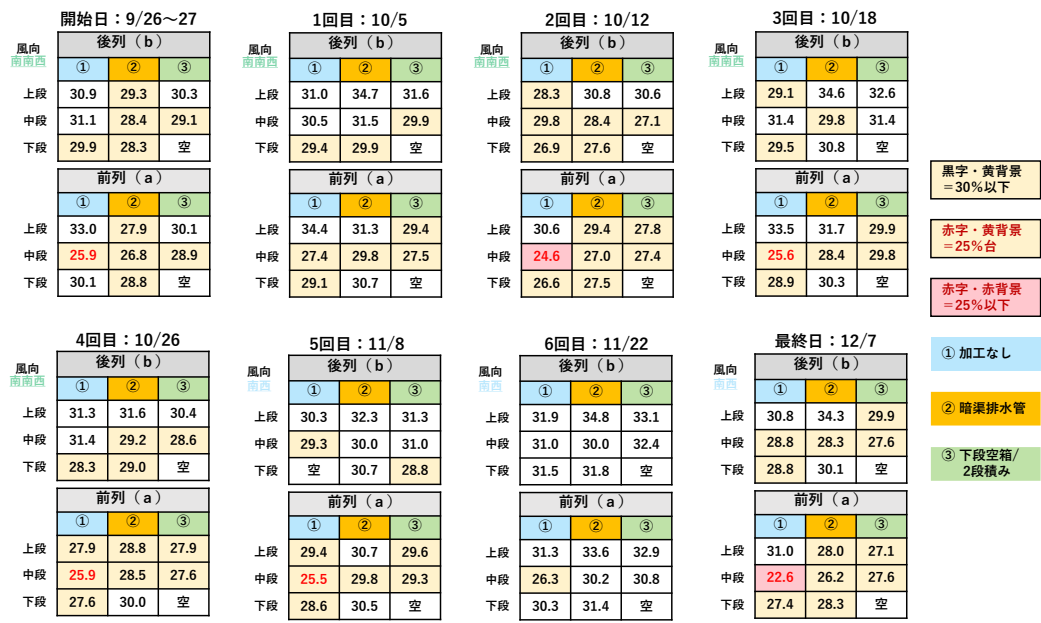 開始日：9/26～27
風向
南南西
後列（ｂ）
① ② ③
上段 30.9 29.3 30.3
中段 31.1 28.4 29.1
下段 29.9 28.3 空
前列（ａ）
① ② ③
上段 33.0 27.9 30.1
中段 25.9 26.8 28.9
下段 30.1 28.8 空
1回目：10/5
風向
南南西
後列（ｂ）
① ② ③
上段 31.0 34.7 31.6
中段 30.5 31.5 29.9
下段 29.4 29.9 空
前列（ａ）
① ② ③
上段 34.4 31.3 29.4
中段 27.4 29.8 27.5
下段 29.1 30.7 空
2回目：10/12
風向
南南西
後列（ｂ）
① ② ③
上段 28.3 30.8 30.6
中段 29.8 28.4 27.1
下段 26.9 27.6 空
前列（ａ）
① ② ③
上段 30.6 29.4 27.8
中段 24.6 27.0 27.4
下段 26.6 27.5 空
3回目：10/18
風向
南南西
後列（ｂ）
① ② ③
上段 29.1 34.6 32.6
中段 31.4 29.8 31.4
下段 29.5 30.8 空
前列（ａ）
① ② ③
上段 33.5 31.7 29.9
中段 25.6 28.4 29.8
下段 28.9 30.3 空
4回目：10/26
風向
南南西
後列（ｂ）
① ② ③
上段 31.3 31.6 30.4
中段 31.4 29.2 28.6
下段 28.3 29.0 空
前列（ａ）
① ② ③
上段 27.9 28.8 27.9
中段 25.9 28.5 27.6
下段 27.6 30.0 空
5回目：11/8
風向
南西
後列（ｂ）
① ② ③
上段 30.3 32.3 31.3
中段 29.3 30.0 31.0
下段 空 30.7 28.8
前列（ａ）
① ② ③
上段 29.4 30.7 29.6
中段 25.5 29.8 29.3
下段 28.6 30.5 空
6回目：11/22
風向
南西
後列（ｂ）
① ② ③
上段 31.9 34.8 33.1
中段 31.0 30.0 32.4
下段 31.5 31.8 空
前列（ａ）
① ② ③
上段 31.3 33.6 32.9
中段 26.3 30.2 30.8
下段 30.3 31.4 空
最終日：12/7
風向
南西
後列（ｂ）
① ② ③
上段 30.8 34.3 29.9
中段 28.8 28.3 27.6
下段 28.8 30.1 空
前列（ａ）
① ② ③
上段 31.0 28.0 27.1
中段 22.6 26.2 27.6
下段 27.4 28.3 空
黒字・黄背景
＝30%以下
赤字・黄背景
＝25%台
赤字・赤背景
＝25%以下
① 加工なし
② 暗渠排水管
③ 下段空箱/
2段積み